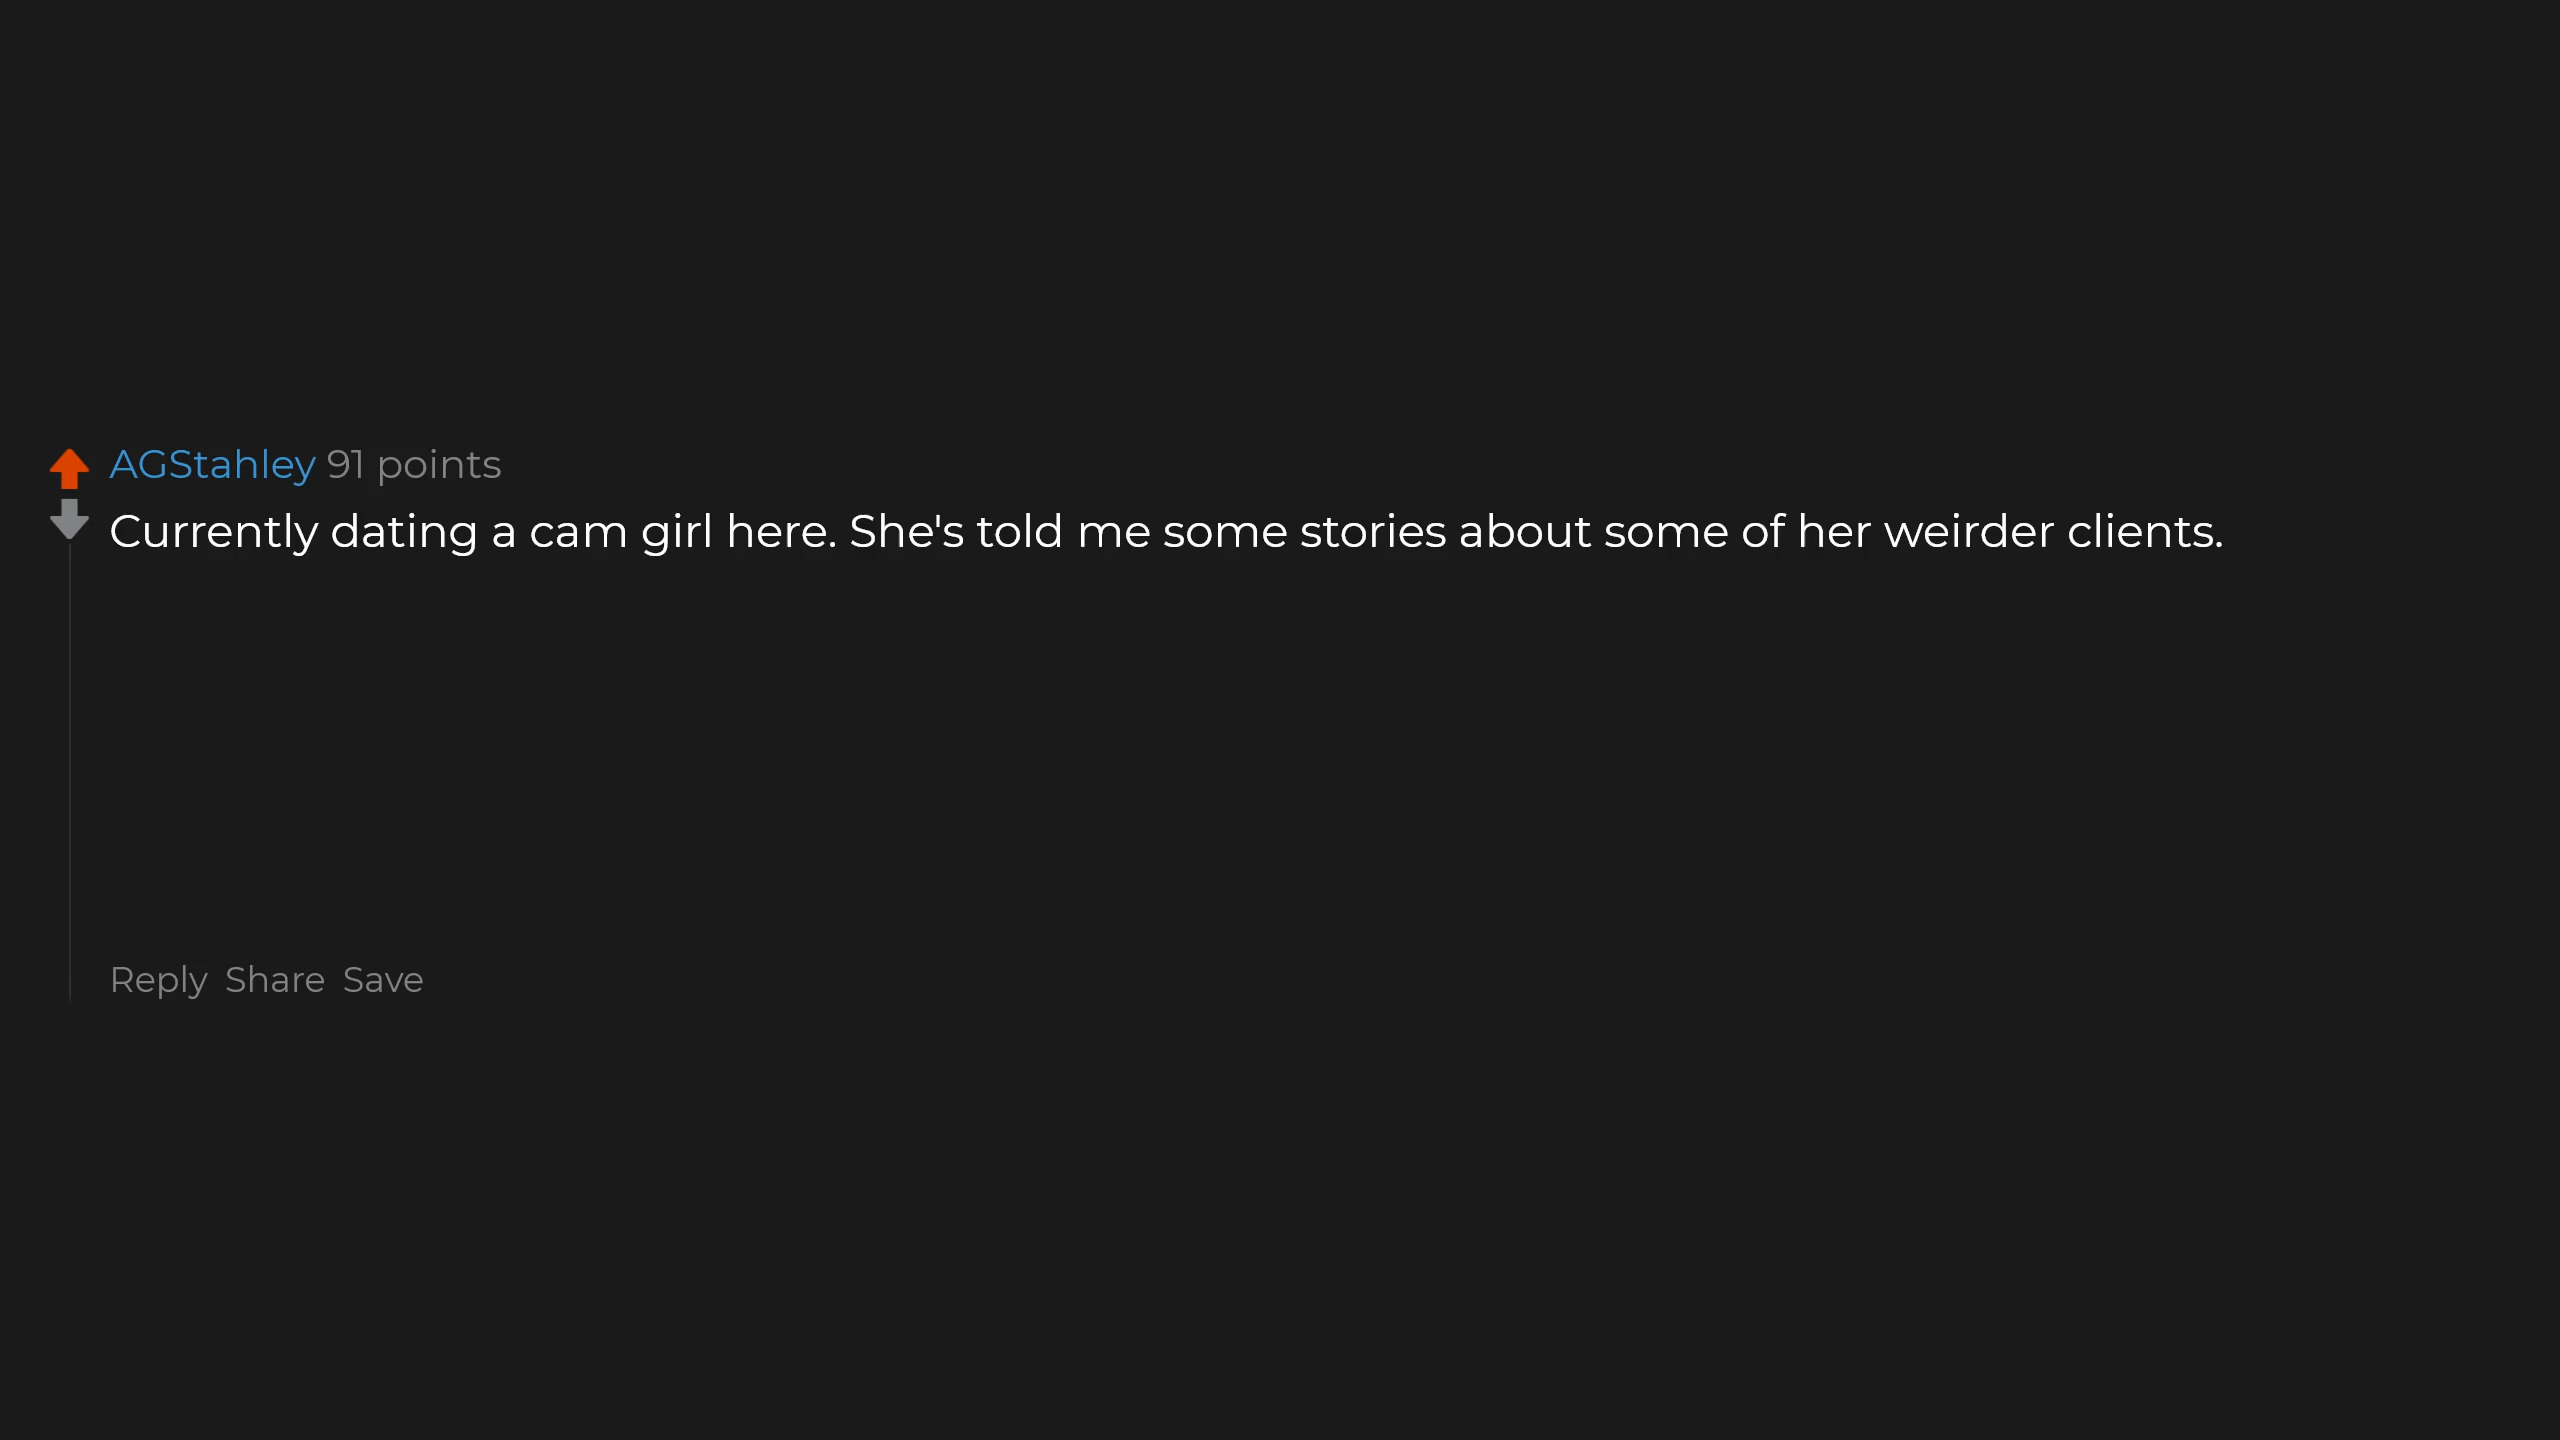 AGStahley 91 points
Currently dating a cam girl here. She's told me some stories about some of her weirder clients.
Reply Share Save